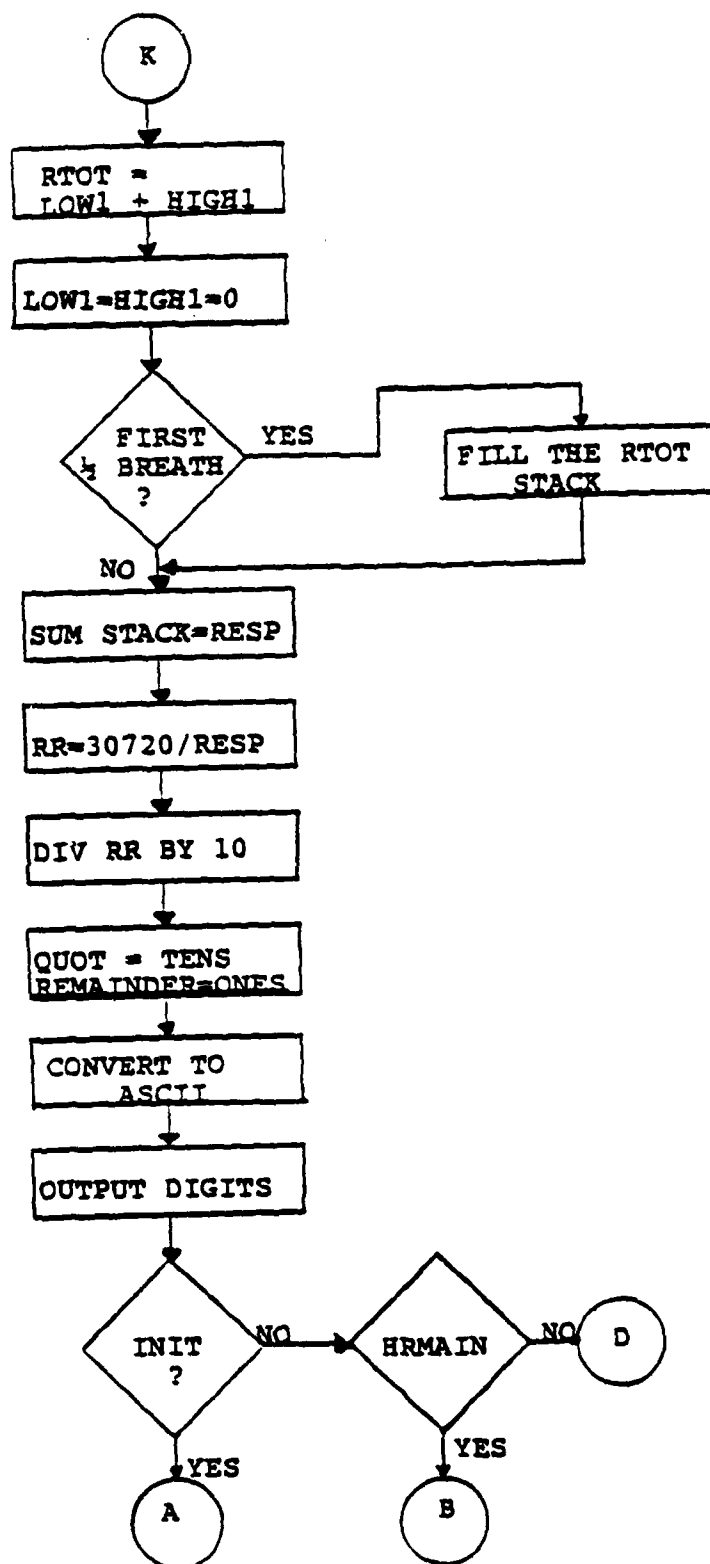 K
RTOT =
LOW1 + HIGH1
LOW1=HIGH1=0
FIRST
½ BREATH
?
YES
FILL THE RTOT
STACK
NO
SUM STACK=RESP
RR=30720/RESP
DIV RR BY 10
QUOT = TENS
REMAINDER=ONES
CONVERT TO
ASCII
OUTPUT DIGITS
INIT
?
NO
HRMAIN
NO
D
YES
A
YES
B